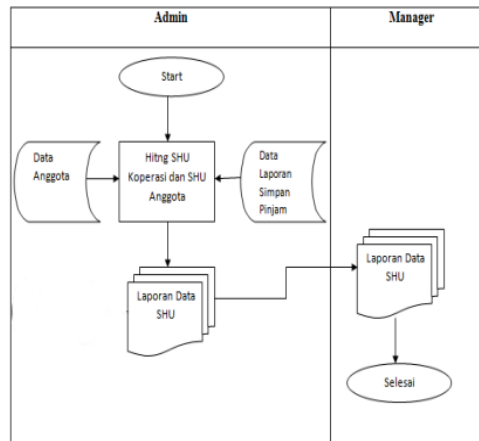 Admin
Manager
Start
Data
Anggota
Hitng SHU
Koperasi dan SHU
Anggota
Data
Laporan
Simpan
Pinjam
Laporan Data
SHU
Laporan Data
SHU
Selesai